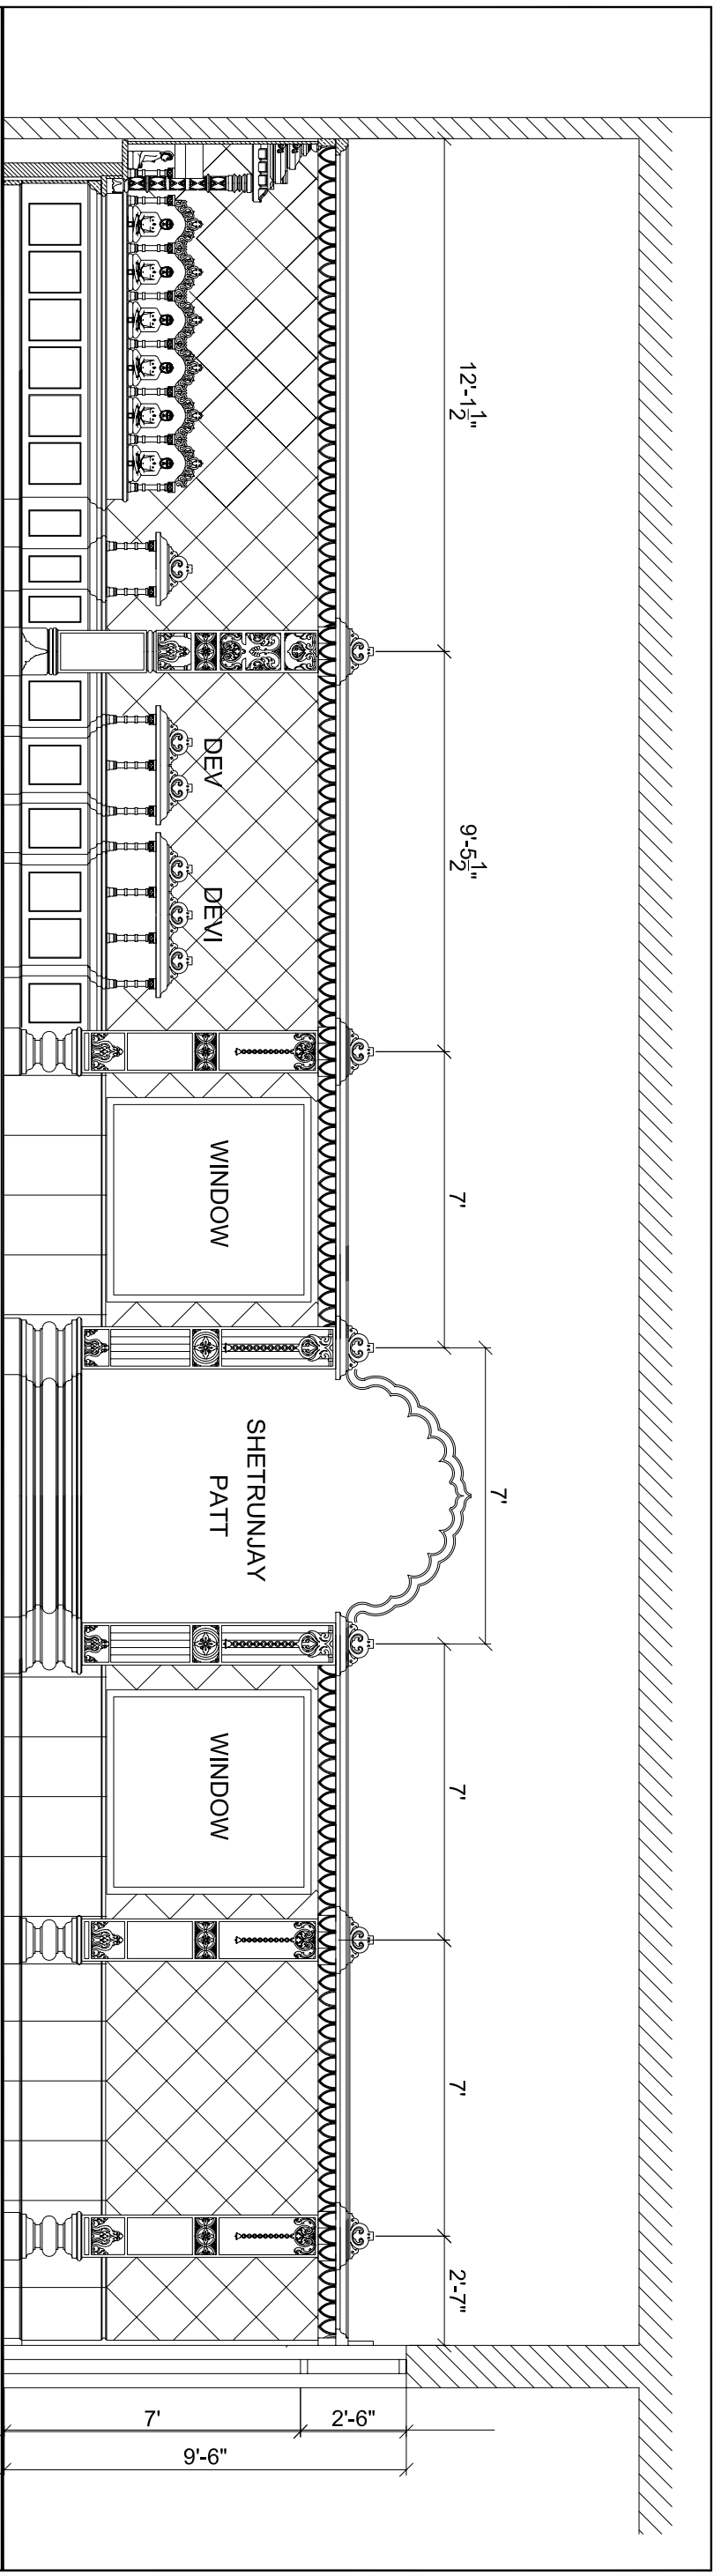 12'-1 1/2"
9'-5 1/2"
7'
7'
7'
7'
2'-7"
DEV
DEVI
WINDOW
SHETRUNJAY
PATT
WINDOW
7'
2'-6"
9'-6"